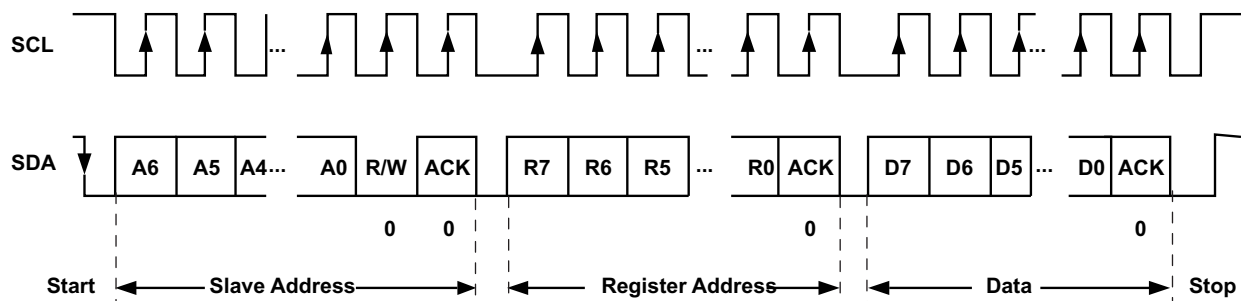 SCL ... ... ... ...
SDA A6 A5 A4... A0 R/W ACK R7 R6 R5 ... R0 ACK D7 D6 D5 ... D0 ACK
0 0 0 0
Start Slave Address Register Address Data Stop